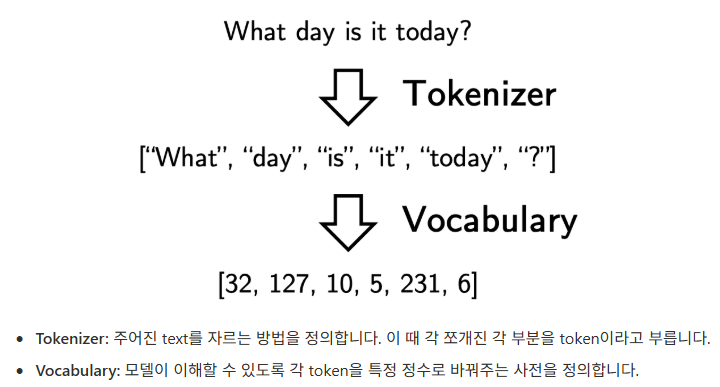 What day is it today?
Tokenizer
[“What”, “day”, “is”, “it”, “today”, “?”]
Vocabulary
[32, 127, 10, 5, 231, 6]
• Tokenizer: 주어진 text를 자르는 방법을 정의합니다. 이 때 각 쪼개진 각 부분을 token이라고 부릅니다.
• Vocabulary: 모델이 이해할 수 있도록 각 token을 특정 정수로 바꿔주는 사전을 정의합니다.